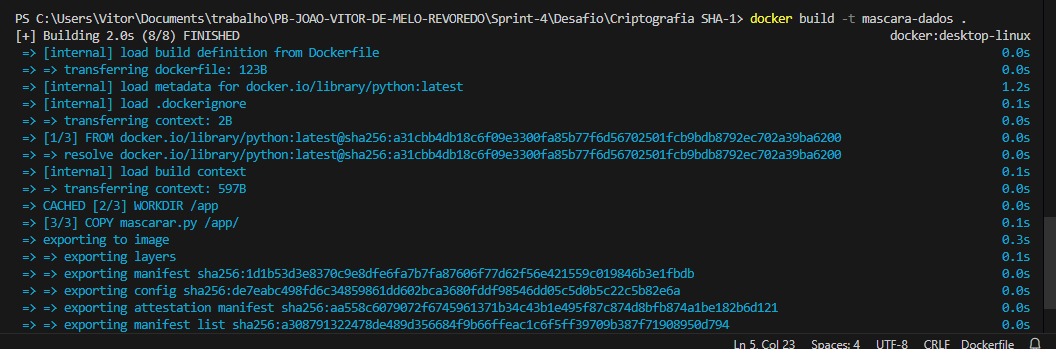 PS C:\Users\Vitor\Documents\trabalho\PB-JOAO-VITOR-DE-MELO-REVOREDO\Sprint-4\Desafio\Criptografia SHA-1> docker build -t mascara-dados .
[+] Building 2.0s (8/8) FINISHED docker:desktop-linux
=> [internal] load build definition from Dockerfile 0.0s
=> => transferring dockerfile: 123B 0.0s
=> [internal] load metadata for docker.io/library/python:latest 1.2s
=> [internal] load .dockerignore 0.1s
=> => transferring context: 2B 0.0s
=> [1/3] FROM docker.io/library/python:latest@sha256:a31cbb4db18c6f09e3300fa85b77f6d56702501fcb9bdb8792ec702a39ba6200 0.0s
=> => resolve docker.io/library/python:latest@sha256:a31cbb4db18c6f09e3300fa85b77f6d56702501fcb9bdb8792ec702a39ba6200 0.0s
=> [internal] load build context 0.1s
=> => transferring context: 597B 0.0s
=> CACHED [2/3] WORKDIR /app 0.0s
=> [3/3] COPY mascarar.py /app/ 0.1s
=> exporting to image 0.3s
=> => exporting layers 0.1s
=> => exporting manifest sha256:1d1b53d3e8370c9e8dfe6fa7b7fa87606f77d62f56e421559c019846b3e1fbdb 0.0s
=> => exporting config sha256:de7eabc498fd6c34859861dd602bca3680fddf98546dd05c5d0b5c22c5b82e6a 0.0s
=> => exporting attestation manifest sha256:aa558c6079072f6745961371b34c43b1e495f87c874d8bfb874a1be182b6d121 0.0s
=> => exporting manifest list sha256:a308791322478de489d356684f9b66ffeac1c6f5ff39709b387f71908950d794 0.0s
Ln 5, Col 23 Spaces: 4 UTF-8 CRLF Dockerfile